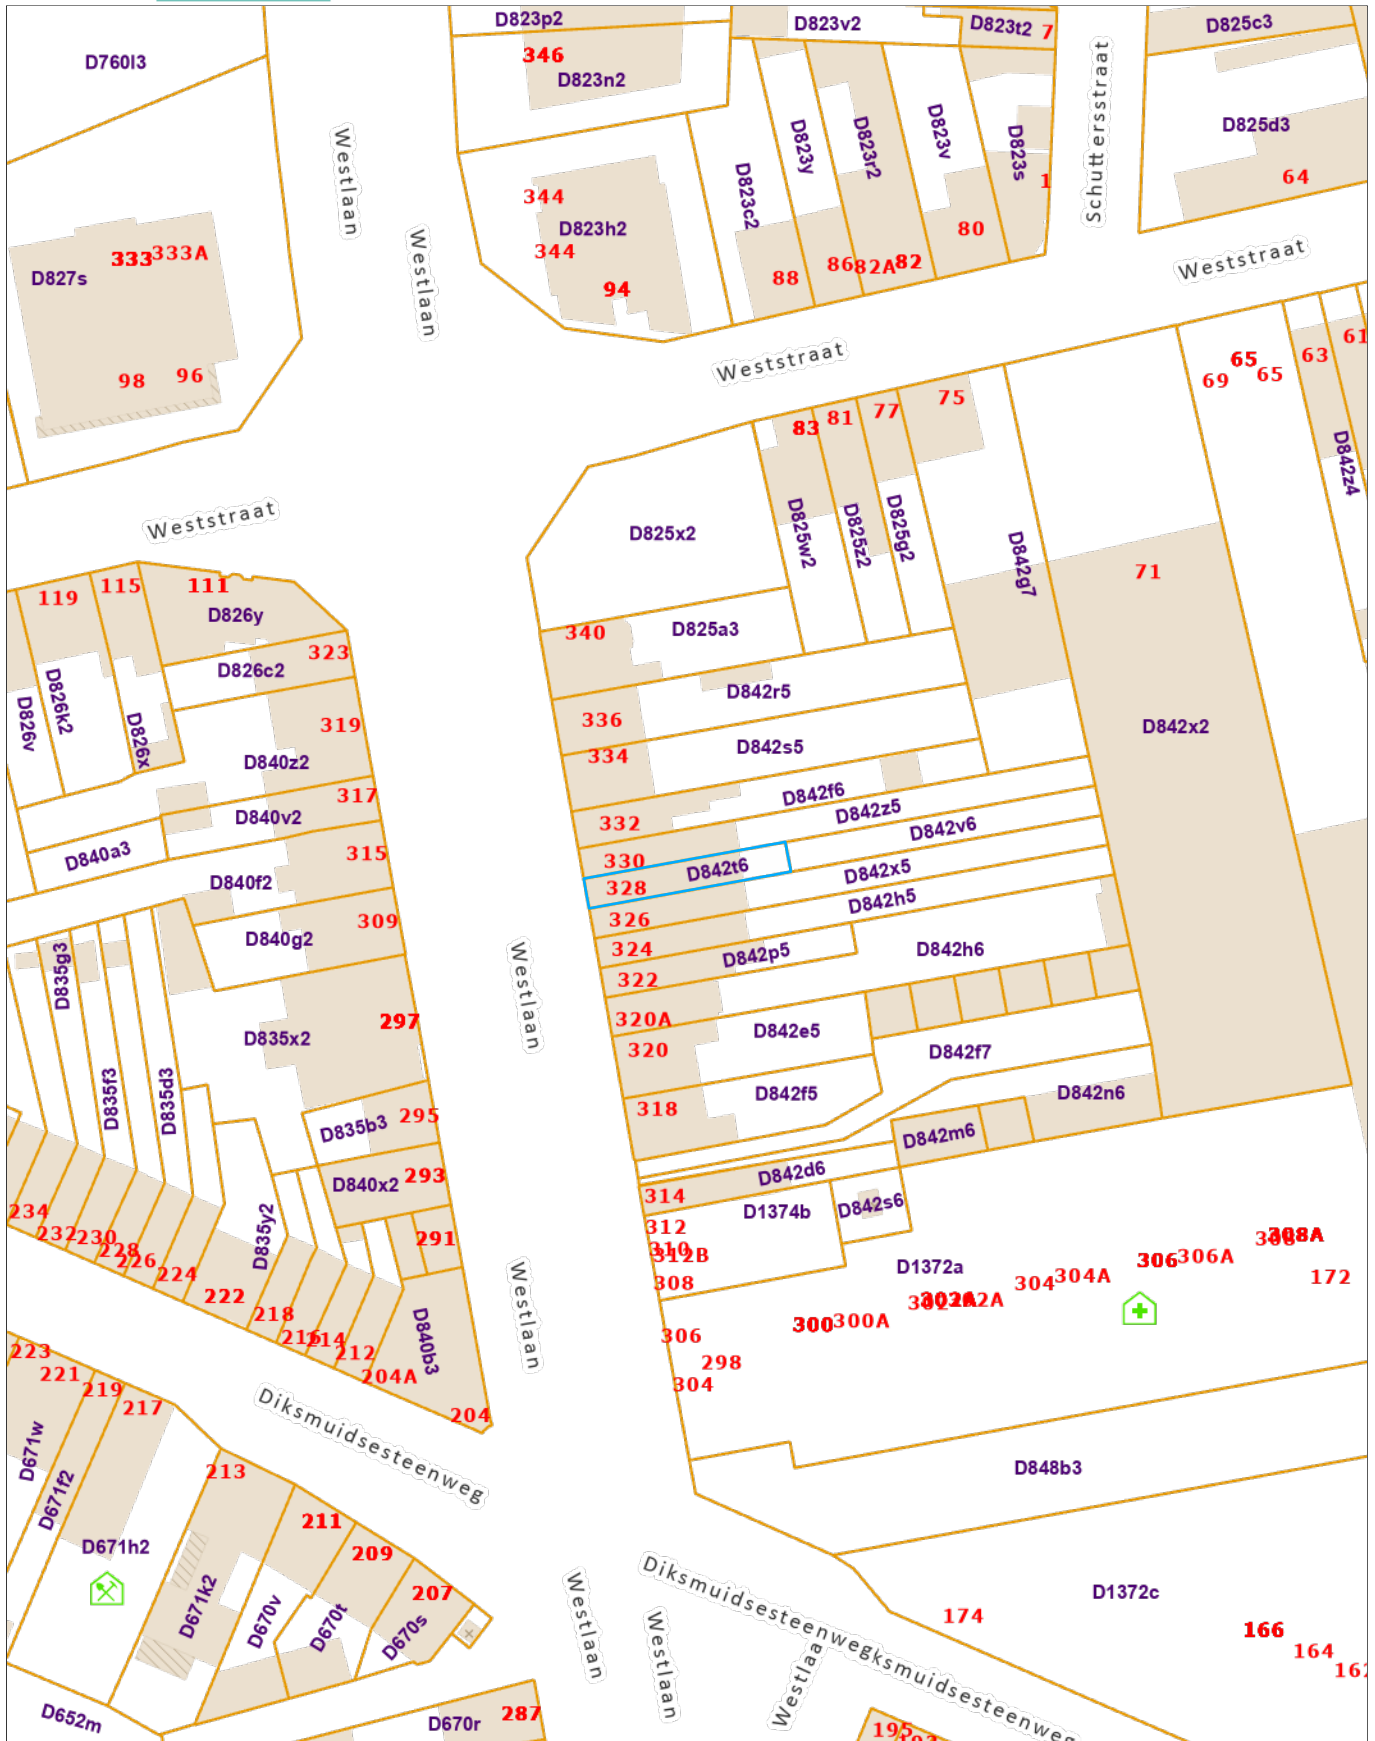 D823p2
D823v2
D823t2
7
D825c3
D760l3
346
D823n2
Westlaan
D823y
D823r2
D823v
D823s
Schuttersstraat
D825d3
64
344
D823c2
1
D823h2
344
80
Weststraat
333
333A
D827s
Westlaan
94
88
86
82A
82
98
96
Weststraat
65
69
65
63
61
75
77
81
83
D842z4
Weststraat
D825x2
D825w2
D825z2
D825g2
D842g7
71
119
115
111
D826y
340
D825a3
323
D826c2
D826v
D826k2
D826x
D842r5
336
319
D842s5
334
D842x2
D840z2
317
D842f6
D842z5
332
D840v2
D842v6
315
D840a3
330
D842t6
D842x5
D840f2
328
D842h5
326
309
D840g2
324
D842p5
D842h6
D835g3
322
Westlaan
297
320A
D842e5
D835x2
320
D842f7
D835f3
D835d3
318
D842f5
D842n6
295
D835b3
D842m6
D842d6
293
D840x2
314
D1374b
D842s6
234
232
230
228
226
224
222
D835y2
291
312
310
312B
308
D1372a
308A
306
306A
304
304A
172
Westlaan
302A
300
300A
218
216
214
212
204A
D840b3
204
306
298
304
223
221
219
217
Diksmuidsesteenweg
D671w
D671f2
213
D848b3
211
D671h2
209
207
D671k2
D670v
D670t
D670s
Westlaan
Diksmuidsesteenweg
D1372c
174
166
164
Westlaan
D652m
D670r
287
195